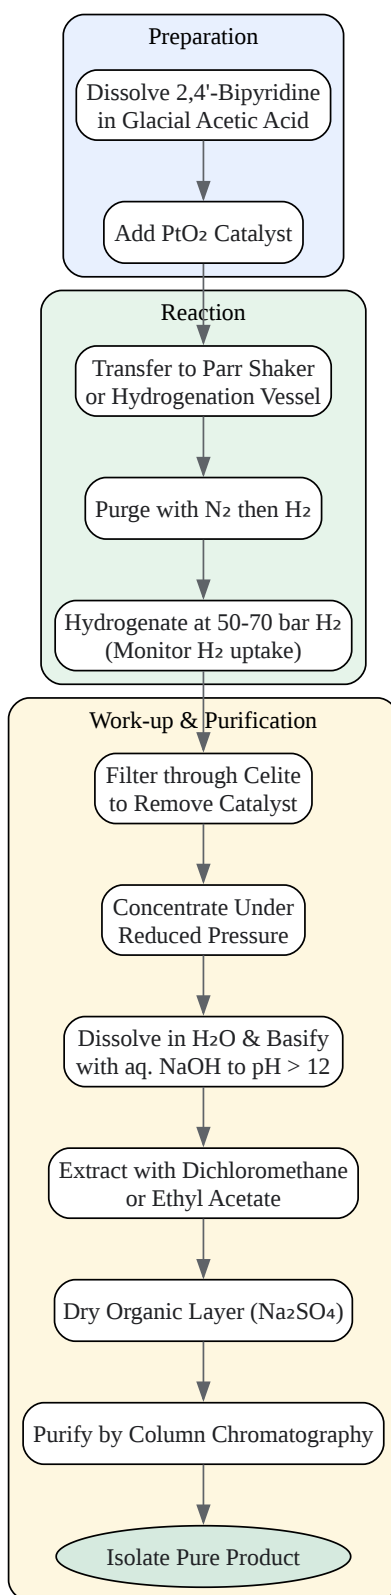 Preparation
Dissolve 2,4'-Bipyridine
in Glacial Acetic Acid
Add PtO₂ Catalyst
Reaction
Transfer to Parr Shaker
or Hydrogenation Vessel
Purge with N₂ then H₂
Hydrogenate at 50-70 bar H₂
(Monitor H₂ uptake)
Work-up & Purification
Filter through Celite
to Remove Catalyst
Concentrate Under
Reduced Pressure
Dissolve in H₂O & Basify
with aq. NaOH to pH > 12
Extract with Dichloromethane
or Ethyl Acetate
Dry Organic Layer (Na₂SO₄)
Purify by Column Chromatography
Isolate Pure Product